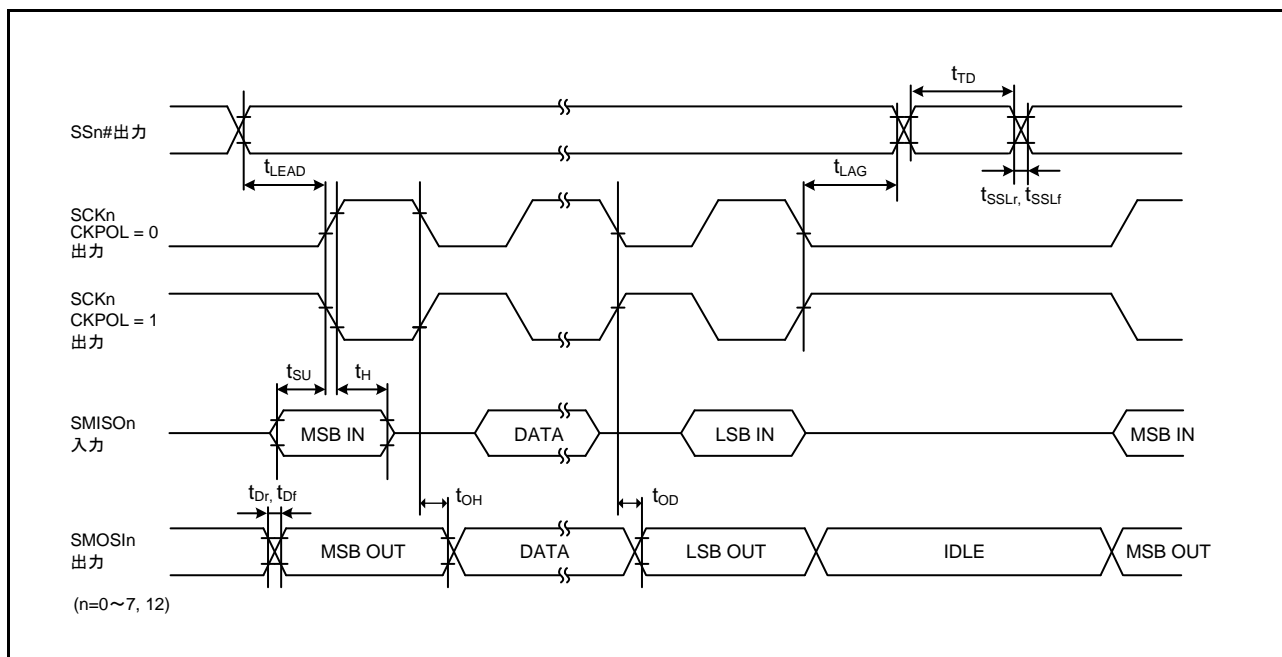 tTD
SSn#出力
tLEAD
tLAG
tSSLr, tSSLf
SCKn
CKPOL = 0
出力
SCKn
CKPOL = 1
出力
tSU
tH
SMISOn
入力
MSB IN
DATA
LSB IN
MSB IN
tDr, tDf
tOH
tOD
SMOSIn
出力
MSB OUT
DATA
LSB OUT
IDLE
MSB OUT
(n=0～7, 12)